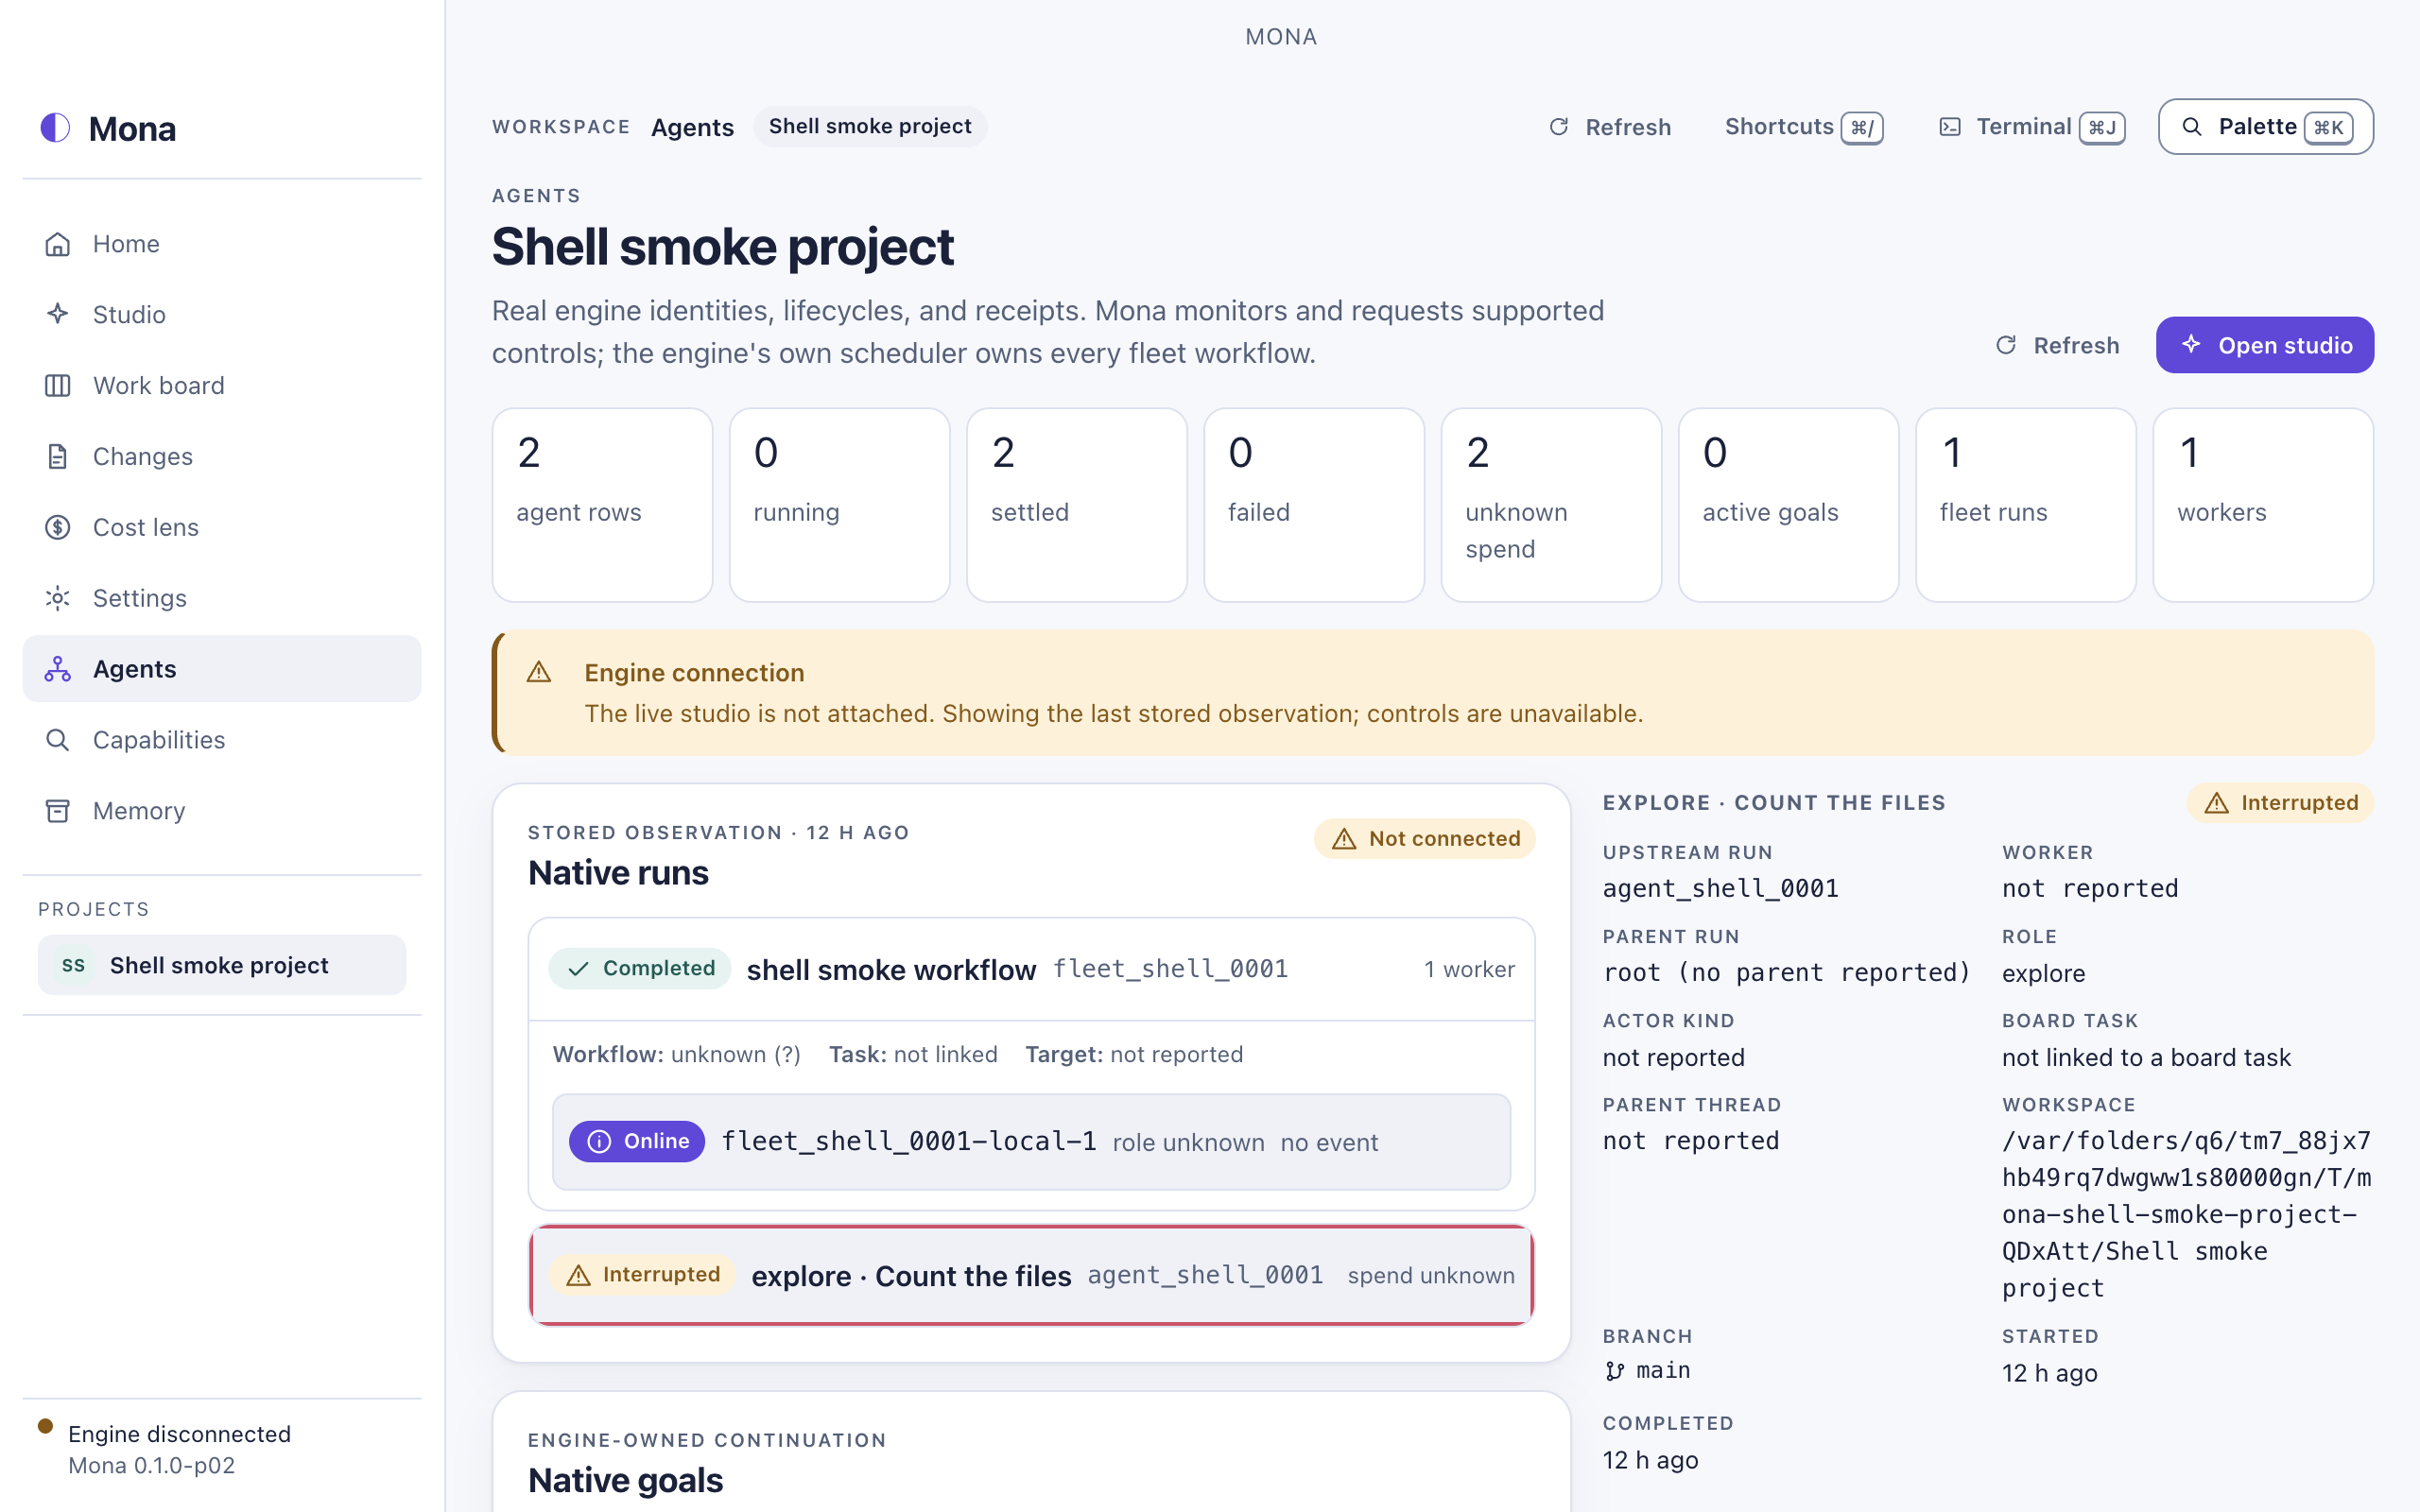 MONA
Mona
Home
Studio
Work board
Changes
Cost lens
Settings
Agents
Capabilities
Memory
PROJECTS
SS Shell smoke project
Engine disconnected
Mona 0.1.0-p02
WORKSPACE Agents Shell smoke project
Refresh Shortcuts ⌘/ Terminal ⌘J Palette ⌘K
AGENTS
Shell smoke project
Real engine identities, lifecycles, and receipts. Mona monitors and requests supported
controls; the engine's own scheduler owns every fleet workflow.
Refresh Open studio
2
agent rows
0
running
2
settled
0
failed
2
unknown
spend
0
active goals
1
fleet runs
1
workers
Engine connection
The live studio is not attached. Showing the last stored observation; controls are unavailable.
STORED OBSERVATION · 12 H AGO
Native runs
Not connected
Completed shell smoke workflow fleet_shell_0001 1 worker
Workflow: unknown (?) Task: not linked Target: not reported
Online fleet_shell_0001-local-1 role unknown no event
Interrupted explore · Count the files agent_shell_0001 spend unknown
ENGINE-OWNED CONTINUATION
Native goals
EXPLORE · COUNT THE FILES
Interrupted
UPSTREAM RUN
agent_shell_0001
WORKER
not reported
PARENT RUN
root (no parent reported)
ROLE
explore
ACTOR KIND
not reported
BOARD TASK
not linked to a board task
PARENT THREAD
not reported
WORKSPACE
/var/folders/q6/tm7_88jx7
hb49rq7dwgww1s80000gn/T/m
ona-shell-smoke-project-
QDxAtt/Shell smoke
project
BRANCH
main
STARTED
12 h ago
COMPLETED
12 h ago